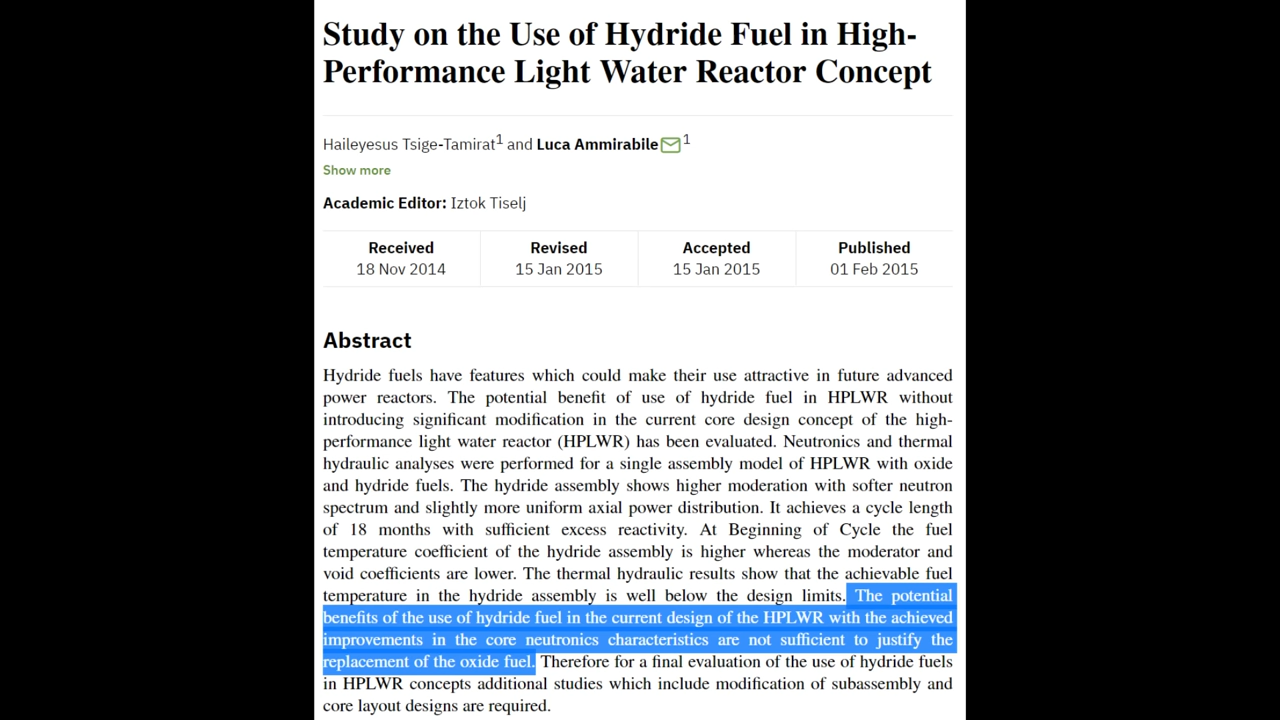 Study on the Use of Hydride Fuel in High-
Performance Light Water Reactor Concept
Haileyesus Tsige-Tamirat1 and Luca Ammirabile 1
Show more
Academic Editor: Iztok Tiselj
Received Revised Accepted Published
18 Nov 2014 15 Jan 2015 15 Jan 2015 01 Feb 2015
Abstract
Hydride fuels have features which could make their use attractive in future advanced
power reactors. The potential benefit of use of hydride fuel in HPLWR without
introducing significant modification in the current core design concept of the high-
performance light water reactor (HPLWR) has been evaluated. Neutronics and thermal
hydraulic analyses were performed for a single assembly model of HPLWR with oxide
and hydride fuels. The hydride assembly shows higher moderation with softer neutron
spectrum and slightly more uniform axial power distribution. It achieves a cycle length
of 18 months with sufficient excess reactivity. At Beginning of Cycle the fuel
temperature coefficient of the hydride assembly is higher whereas the moderator and
void coefficients are lower. The thermal hydraulic results show that the achievable fuel
temperature in the hydride assembly is well below the design limits. The potential
benefits of the use of hydride fuel in the current design of the HPLWR with the achieved
improvements in the core neutronics characteristics are not sufficient to justify the
replacement of the oxide fuel. Therefore for a final evaluation of the use of hydride fuels
in HPLWR concepts additional studies which include modification of subassembly and
core layout designs are required.